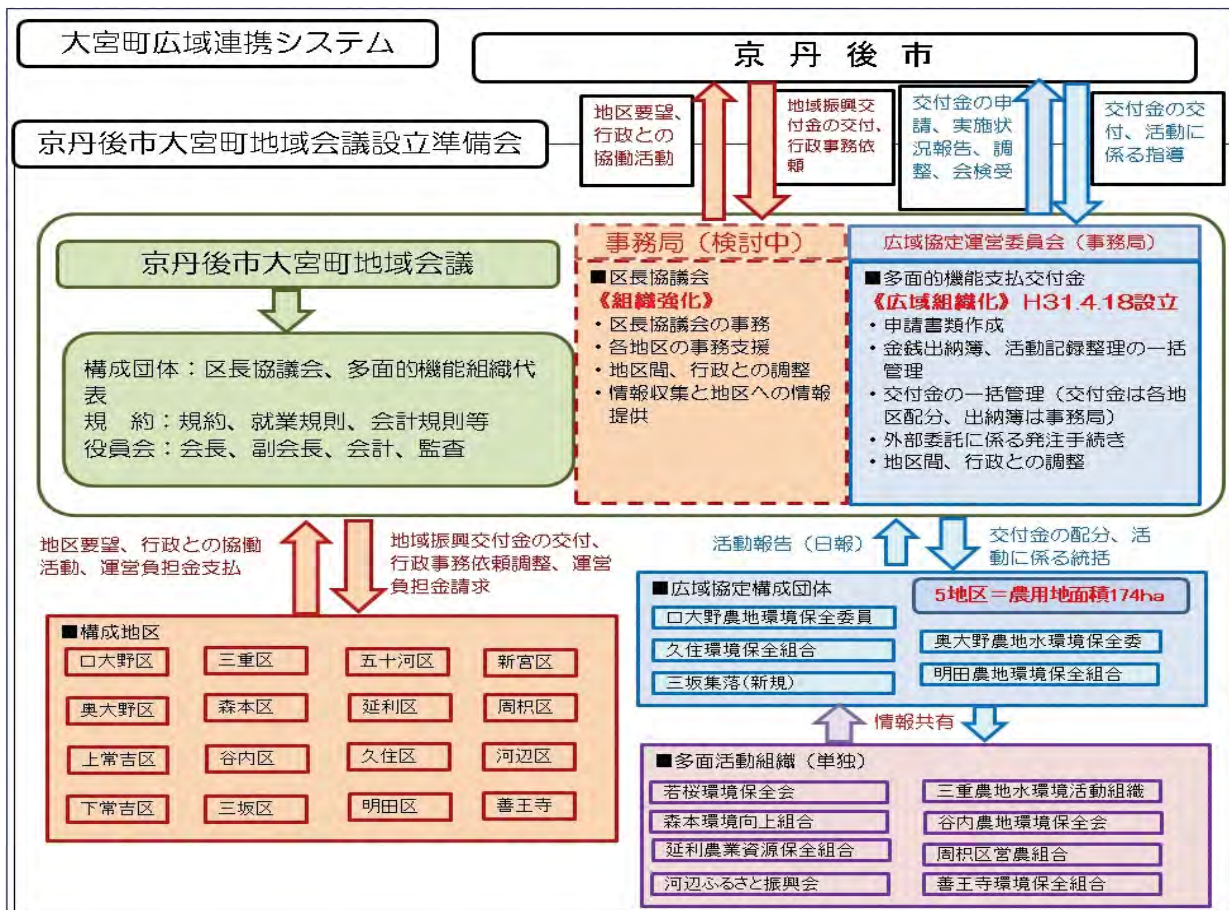 大宮町広域連携システム
京丹後市
京丹後市大宮町地域会議設立準備会
地区要望、
行政との
協働活動
地域振興交
付金の交付、
行政事務依
頼
交付金の申
請、実施状
況報告、調
整、会検受
交付金の交
付、活動に
係る指導
京丹後市大宮町地域会議
構成団体：区長協議会、多面的機能組織代
表
規　約：規約、就業規則、会計規則等
役員会：会長、副会長、会計、監査
事務局（検討中）
■区長協議会
《組織強化》
・区長協議会の事務
・各地区の事務支援
・地区間、行政との調整
・情報収集と地区への情報
提供
広域協定運営委員会（事務局）
■多面的機能支払交付金
《広域組織化》H31.4.18設立
・申請書類作成
・金銭出納簿、活動記録整理の一括
管理
・交付金の一括管理（交付金は各地
区配分、出納簿は事務局）
・外部委託に係る発注手続き
・地区間、行政との調整
地区要望、行政との協働
活動、運営負担金支払
地域振興交付金の交付、
行政事務依頼調整、運営
負担金請求
活動報告（日報）
交付金の配分、活
動に係る統括
■構成地区
口大野区
三重区
五十河区
新宮区
奥大野区
森本区
延利区
周枳区
上常吉区
谷内区
久住区
河辺区
下常吉区
三坂区
明田区
善王寺
■広域協定構成団体
5地区＝農用地面積174ha
口大野農地環境保全委員
久住環境保全組合
三坂集落(新規)
奥大野農地水環境保全委
明田農地環境保全組合
情報共有
■多面活動組織（単独）
若桜環境保全会
森本環境向上組合
延利農業資源保全組合
河辺ふるさと振興会
三重農地水環境活動組織
谷内農地環境保全会
周枳区営農組合
善王寺環境保全組合